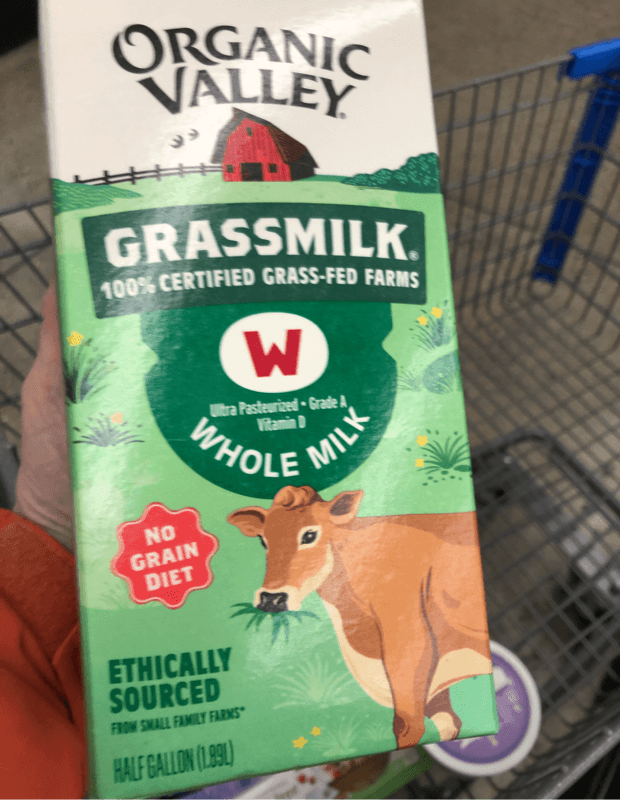 ORGANIC
VALLEY®
GRASSMILK®
100% CERTIFIED GRASS-FED FARMS
W
Ultra Pasteurized • Grade A
Vitamin D
WHOLE MILK
NO
GRAIN
DIET
ETHICALLY
SOURCED
FROM SMALL FAMILY FARMS*
HALF GALLON (1.89L)